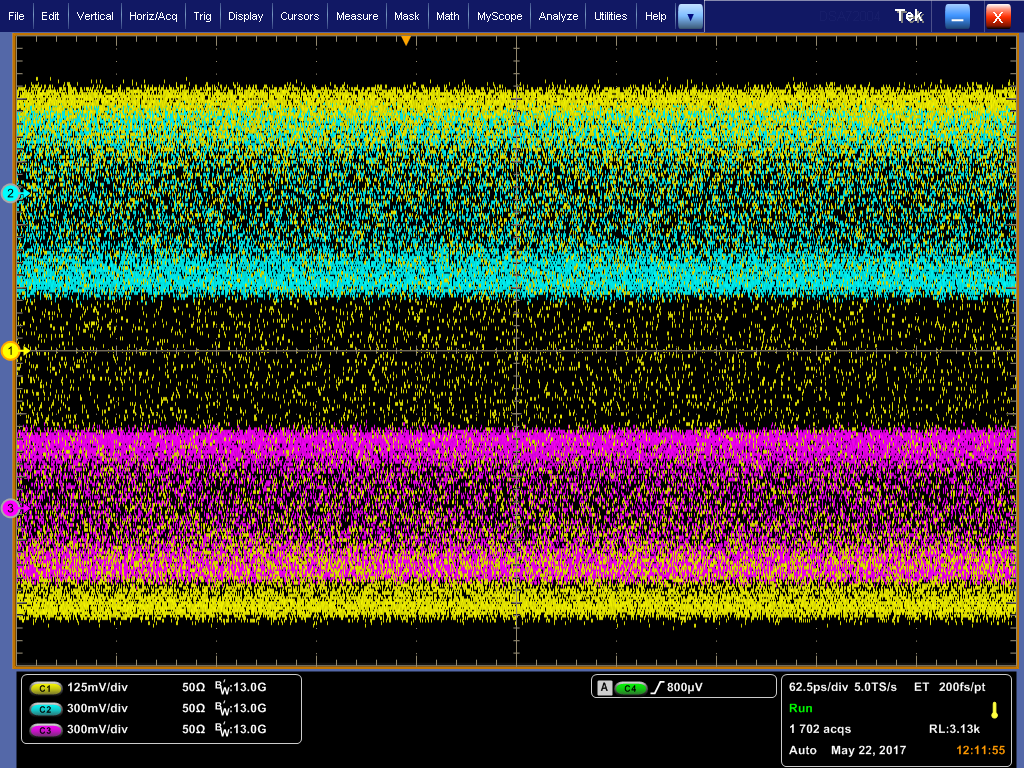 File Edit Vertical Horiz/Acq Trig Display Cursors Measure Mask Math MyScope Analyze Utilities Help Tek X
2
1
3
C1 125mV/div 50Ω BW:13.0G
C2 300mV/div 50Ω BW:13.0G
C3 300mV/div 50Ω BW:13.0G
A C4 800µV
62.5ps/div 5.0TS/s ET 200fs/pt
Run
1 702 acqs RL:3.13k
Auto May 22, 2017 12:11:55